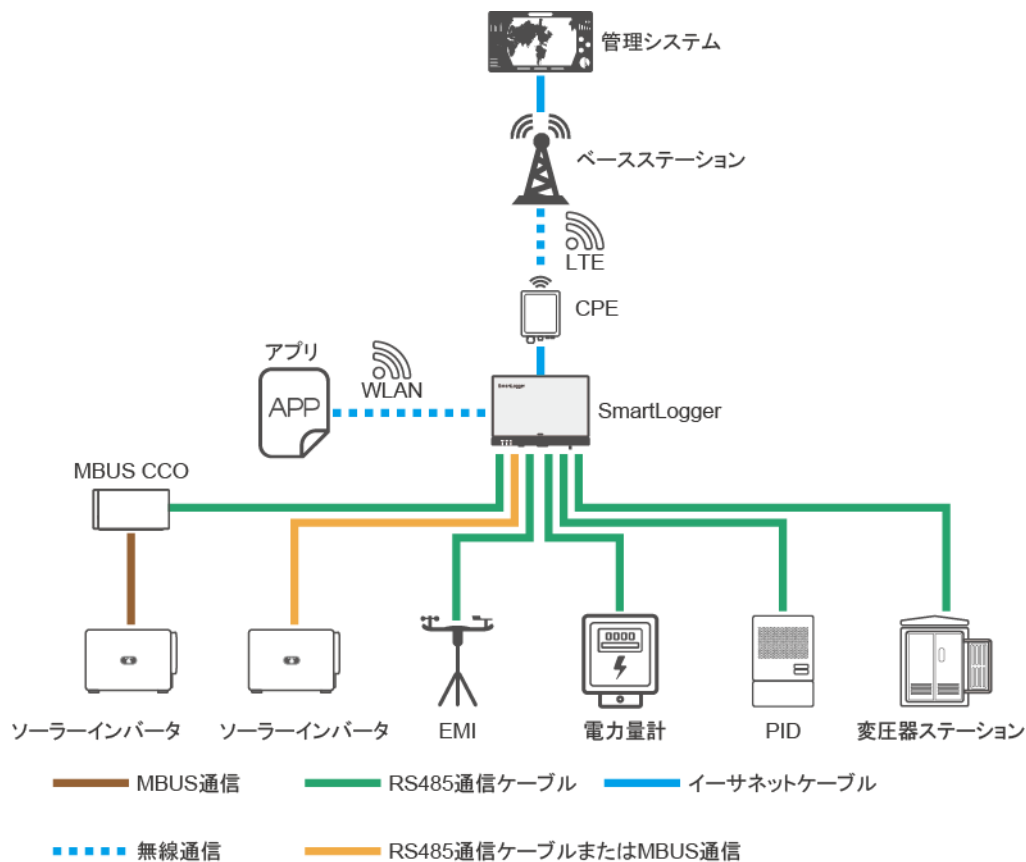 管理システム
ベースステーション
LTE
CPE
アプリ
WLAN
APP
SmartLogger
SmartLogger
MBUS CCO
ソーラーインバータ
ソーラーインバータ
EMI
電力量計
PID
変圧器ステーション
MBUS通信
RS485通信ケーブル
イーサネットケーブル
無線通信
RS485通信ケーブルまたはMBUS通信